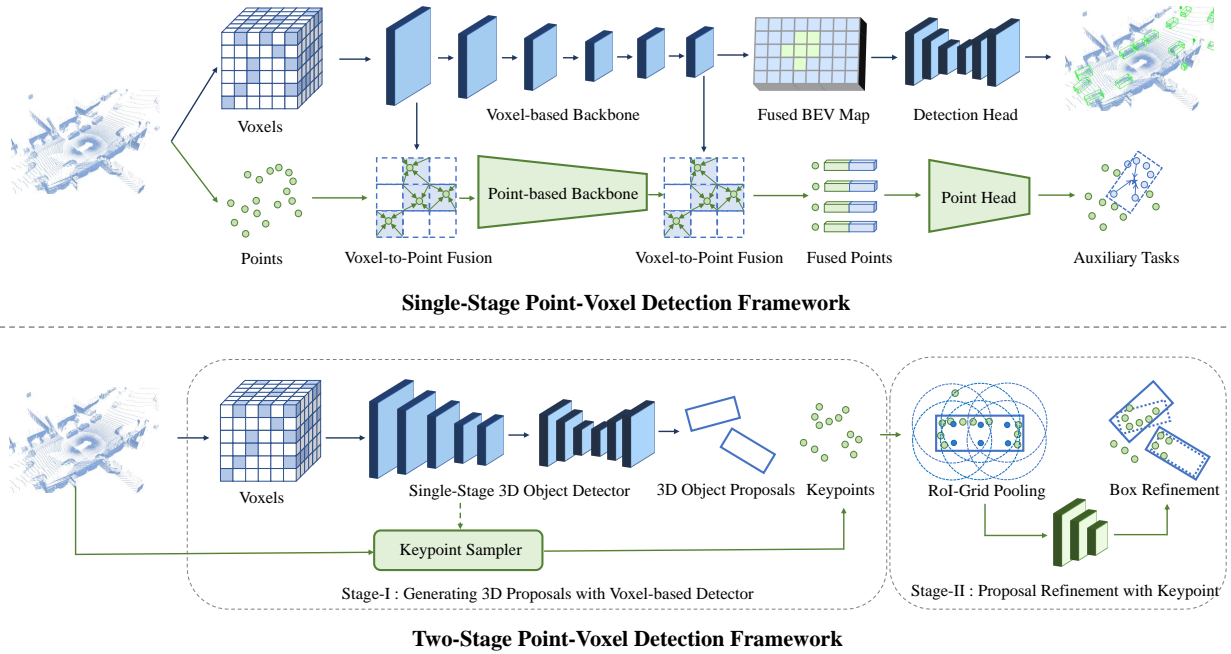 Voxels
Voxel-based Backbone
Fused BEV Map
Detection Head
Point-based Backbone
Point Head
Points
Voxel-to-Point Fusion
Voxel-to-Point Fusion
Fused Points
Auxiliary Tasks
Single-Stage Point-Voxel Detection Framework
Voxels
Single-Stage 3D Object Detector
3D Object Proposals
Keypoints
RoI-Grid Pooling
Box Refinement
Keypoint Sampler
Stage-I : Generating 3D Proposals with Voxel-based Detector
Stage-II : Proposal Refinement with Keypoint
Two-Stage Point-Voxel Detection Framework